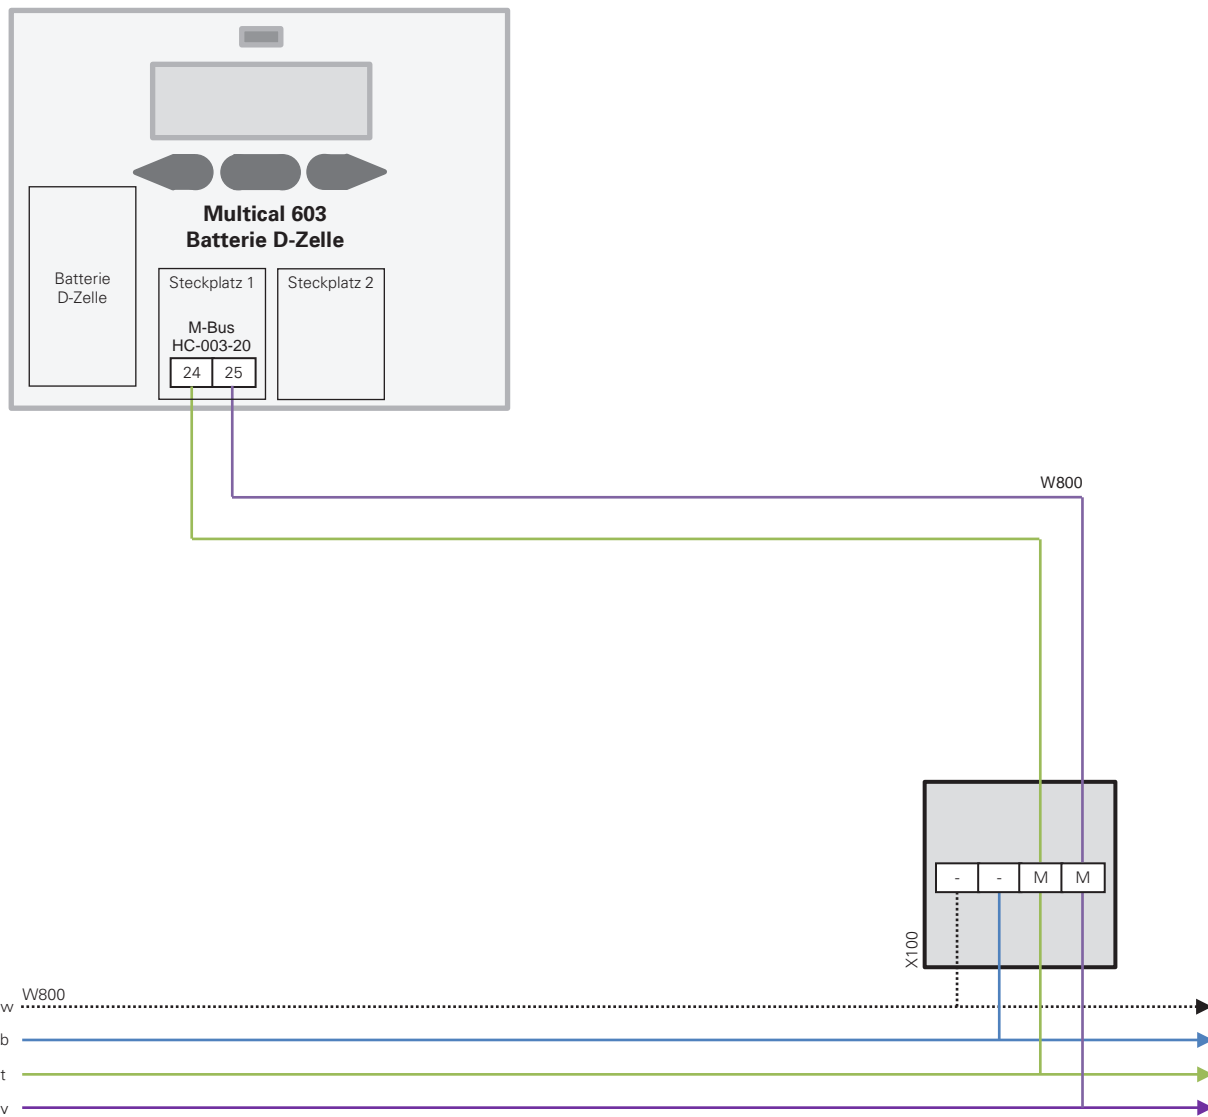 Multical 603
Batterie D-Zelle
Batterie
D-Zelle
Steckplatz 1
M-Bus
HC-003-20
24 25
Steckplatz 2
W800
- - M M
X100
W800
w
b
t
v